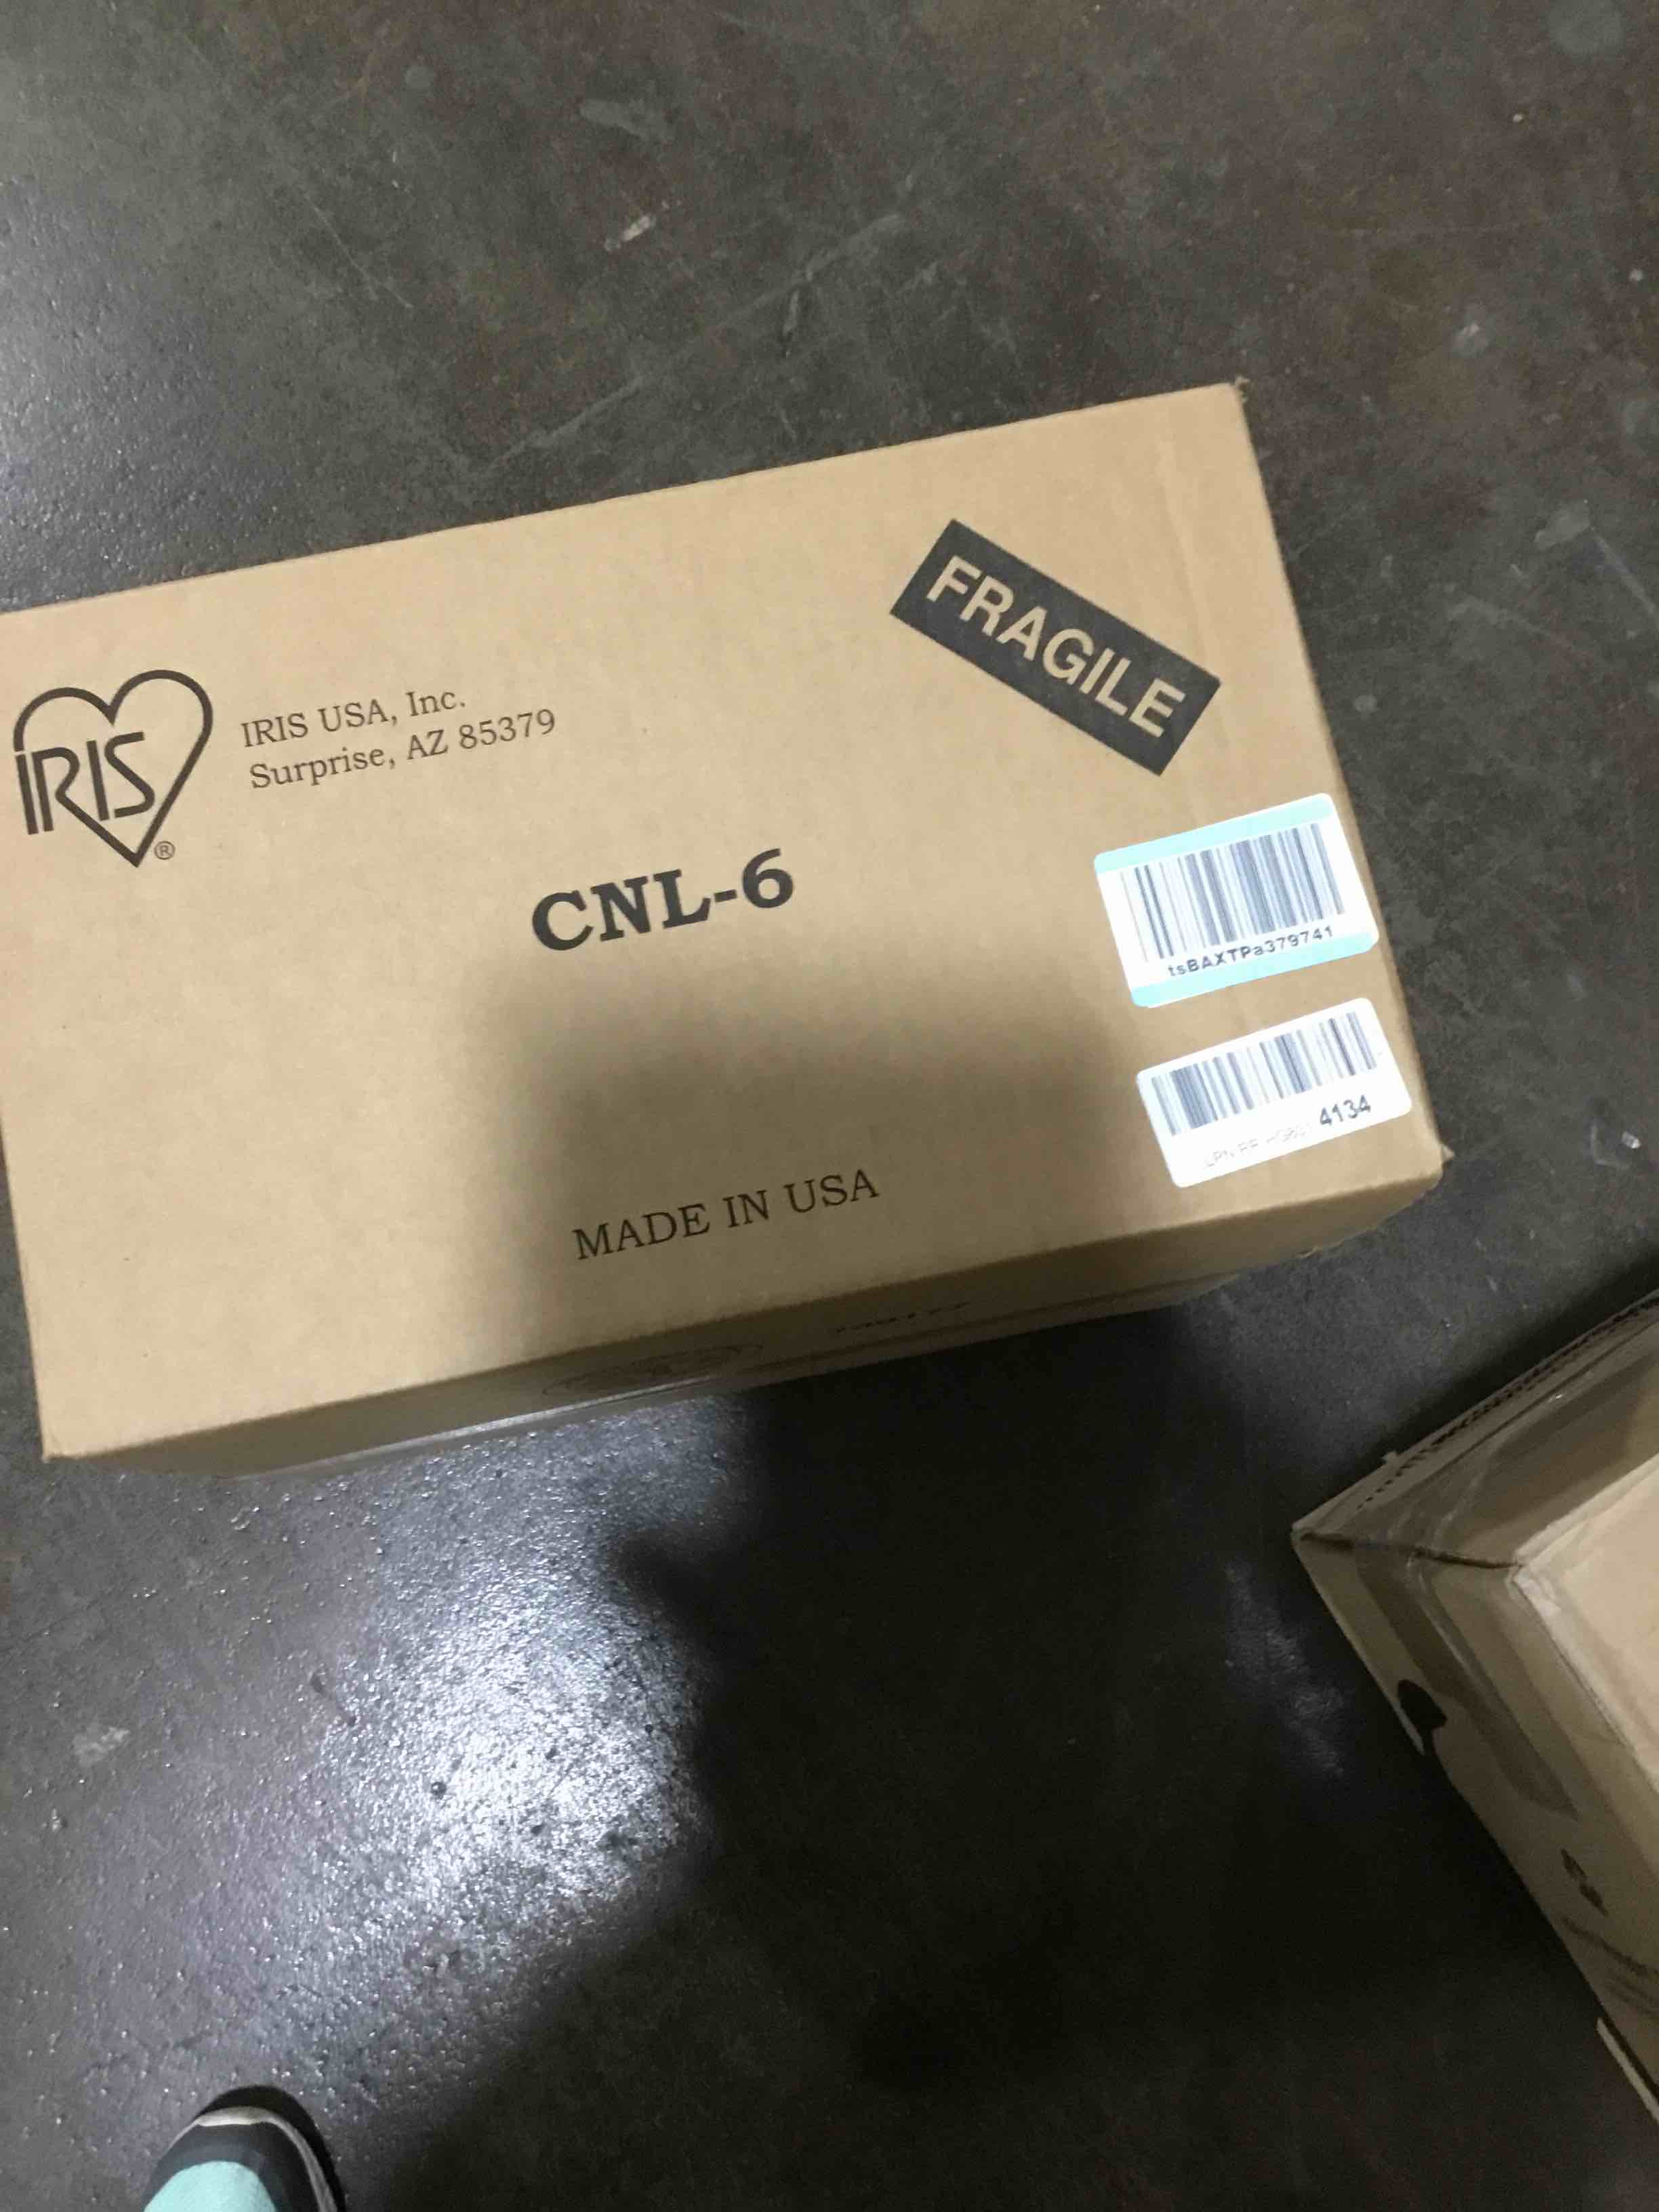 IRIS
®
IRIS USA, Inc.
Surprise, AZ 85379
FRAGILE
CNL-6
tsBAXTPa379741
4134
MADE IN USA